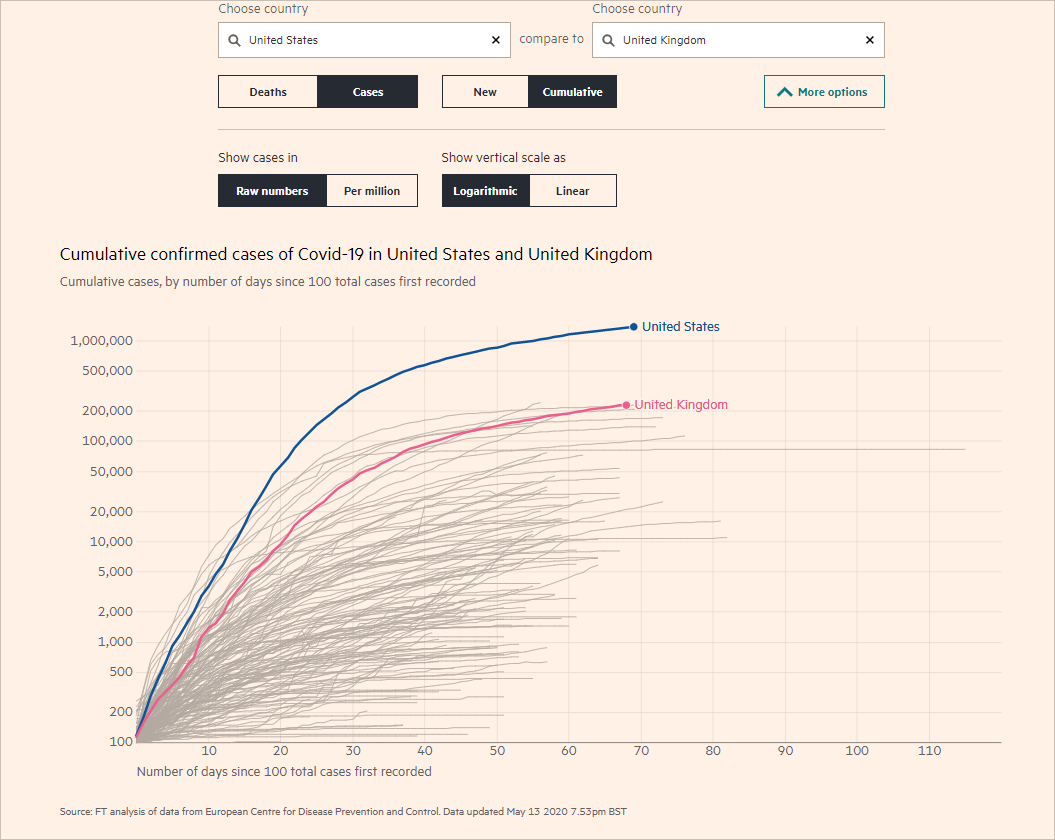 Choose country
Choose country
United States ×
compare to
United Kingdom ×
Deaths Cases New Cumulative More options
Show cases in
Show vertical scale as
Raw numbers Per million Logarithmic Linear
Cumulative confirmed cases of Covid-19 in United States and United Kingdom
Cumulative cases, by number of days since 100 total cases first recorded
United States
1,000,000
500,000
United Kingdom
200,000
100,000
50,000
20,000
10,000
5,000
2,000
1,000
500
200
100
10 20 30 40 50 60 70 80 90 100 110
Number of days since 100 total cases first recorded
Source: FT analysis of data from European Centre for Disease Prevention and Control. Data updated May 13 2020 7.53pm BST